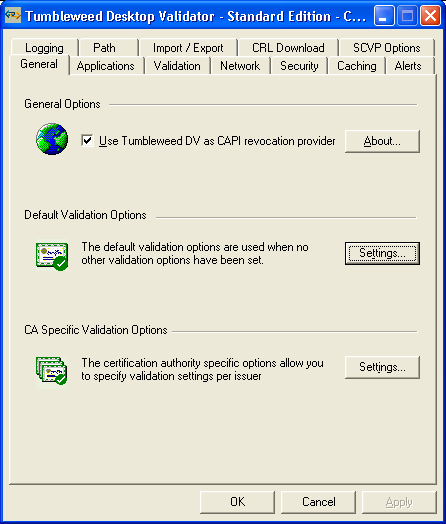 Tumbleweed Desktop Validator - Standard Edition - C...
Logging Path Import / Export CRL Download SCVP Options
General Applications Validation Network Security Caching Alerts
General Options
Use Tumbleweed DV as CAPI revocation provider About...
Default Validation Options
The default validation options are used when no
other validation options have been set.
Settings...
CA Specific Validation Options
The certification authority specific options allow you
to specify validation settings per issuer
Settings...
OK Cancel Apply